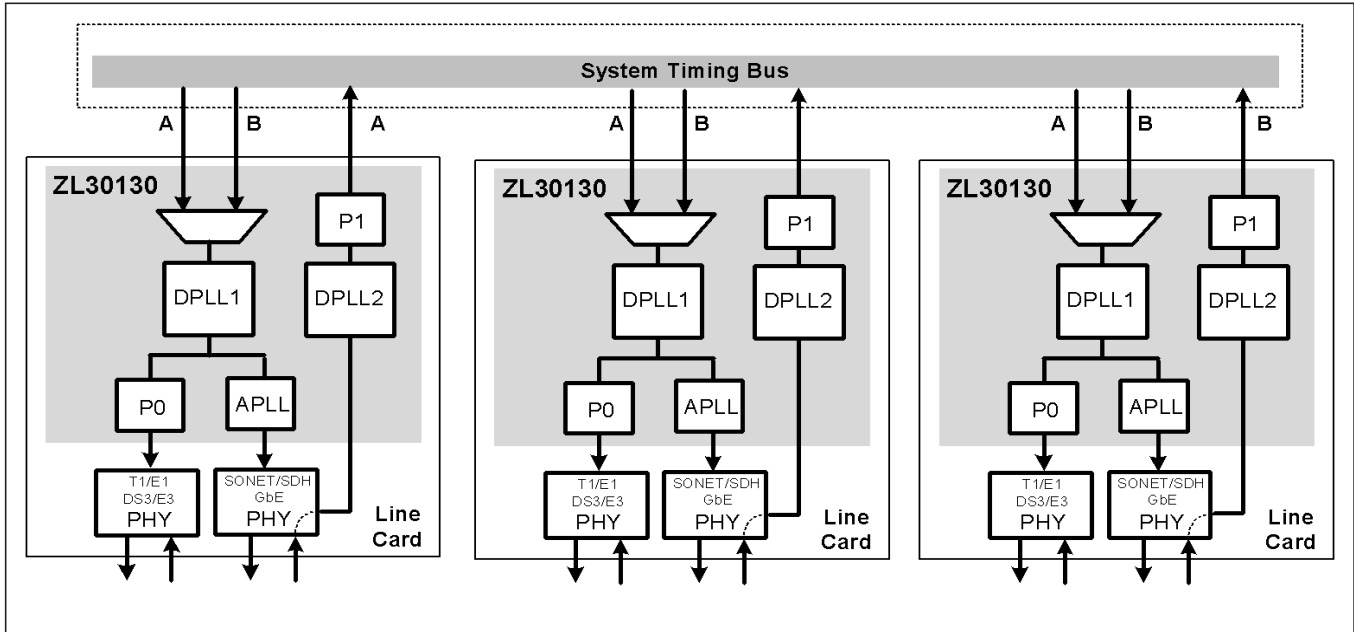 System Timing Bus
A B A
A B
A B B
ZL30130
P1
DPLL1
DPLL2
P0
APLL
T1/E1
DS3/E3
PHY
SONET/SDH
GbE
PHY
Line
Card
ZL30130
P1
DPLL1
DPLL2
P0
APLL
T1/E1
DS3/E3
PHY
SONET/SDH
GbE
PHY
Line
Card
ZL30130
P1
DPLL1
DPLL2
P0
APLL
T1/E1
DS3/E3
PHY
SONET/SDH
GbE
PHY
Line
Card